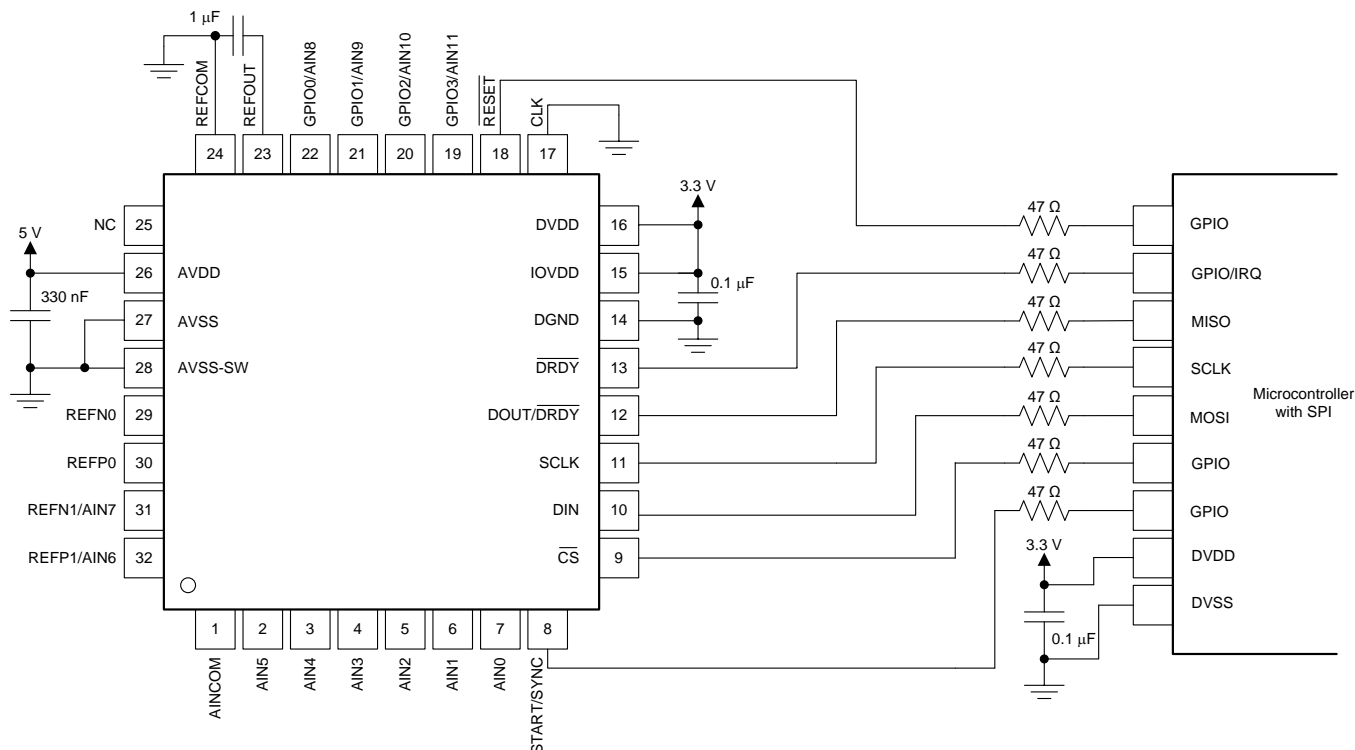 1 μF
REFCOM
REFOUT
GPIO0/AIN8
GPIO1/AIN9
GPIO2/AIN10
GPIO3/AIN11
RESET
CLK
24
23
22
21
20
19
18
17
NC
25
5 V
26
AVDD
330 nF
27
AVSS
28
AVSS-SW
REFN0
29
REFP0
30
REFN1/AIN7
31
REFP1/AIN6
32
3.3 V
DVDD
16
IOVDD
15
0.1 μF
DGND
14
DRDY
13
DOUT/DRDY
12
SCLK
11
DIN
10
CS
9
1
2
3
4
5
6
7
8
AINCOM
AIN5
AIN4
AIN3
AIN2
AIN1
AIN0
START/SYNC
47 Ω
GPIO
47 Ω
GPIO/IRQ
47 Ω
MISO
47 Ω
SCLK
47 Ω
MOSI
47 Ω
GPIO
47 Ω
GPIO
3.3 V
DVDD
DVSS
0.1 μF
Microcontroller
with SPI